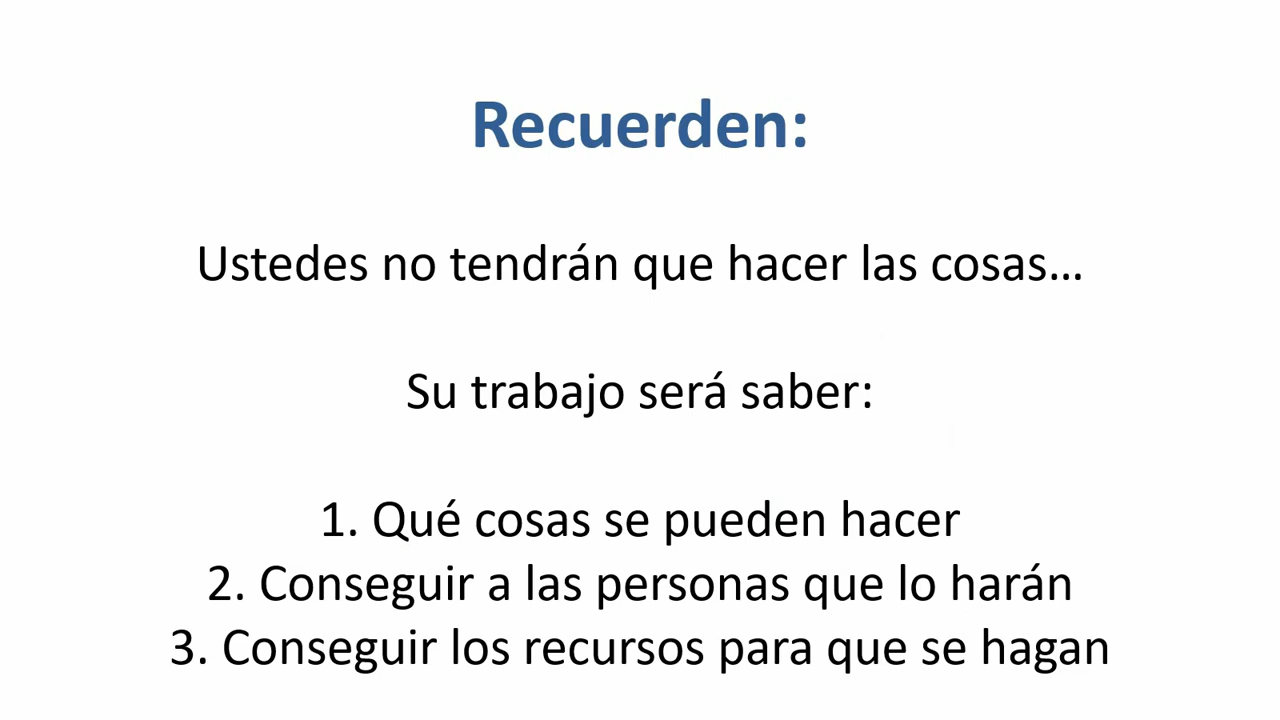 Recuerden:
Ustedes no tendrán que hacer las cosas…
Su trabajo será saber:
1. Qué cosas se pueden hacer
2. Conseguir a las personas que lo harán
3. Conseguir los recursos para que se hagan